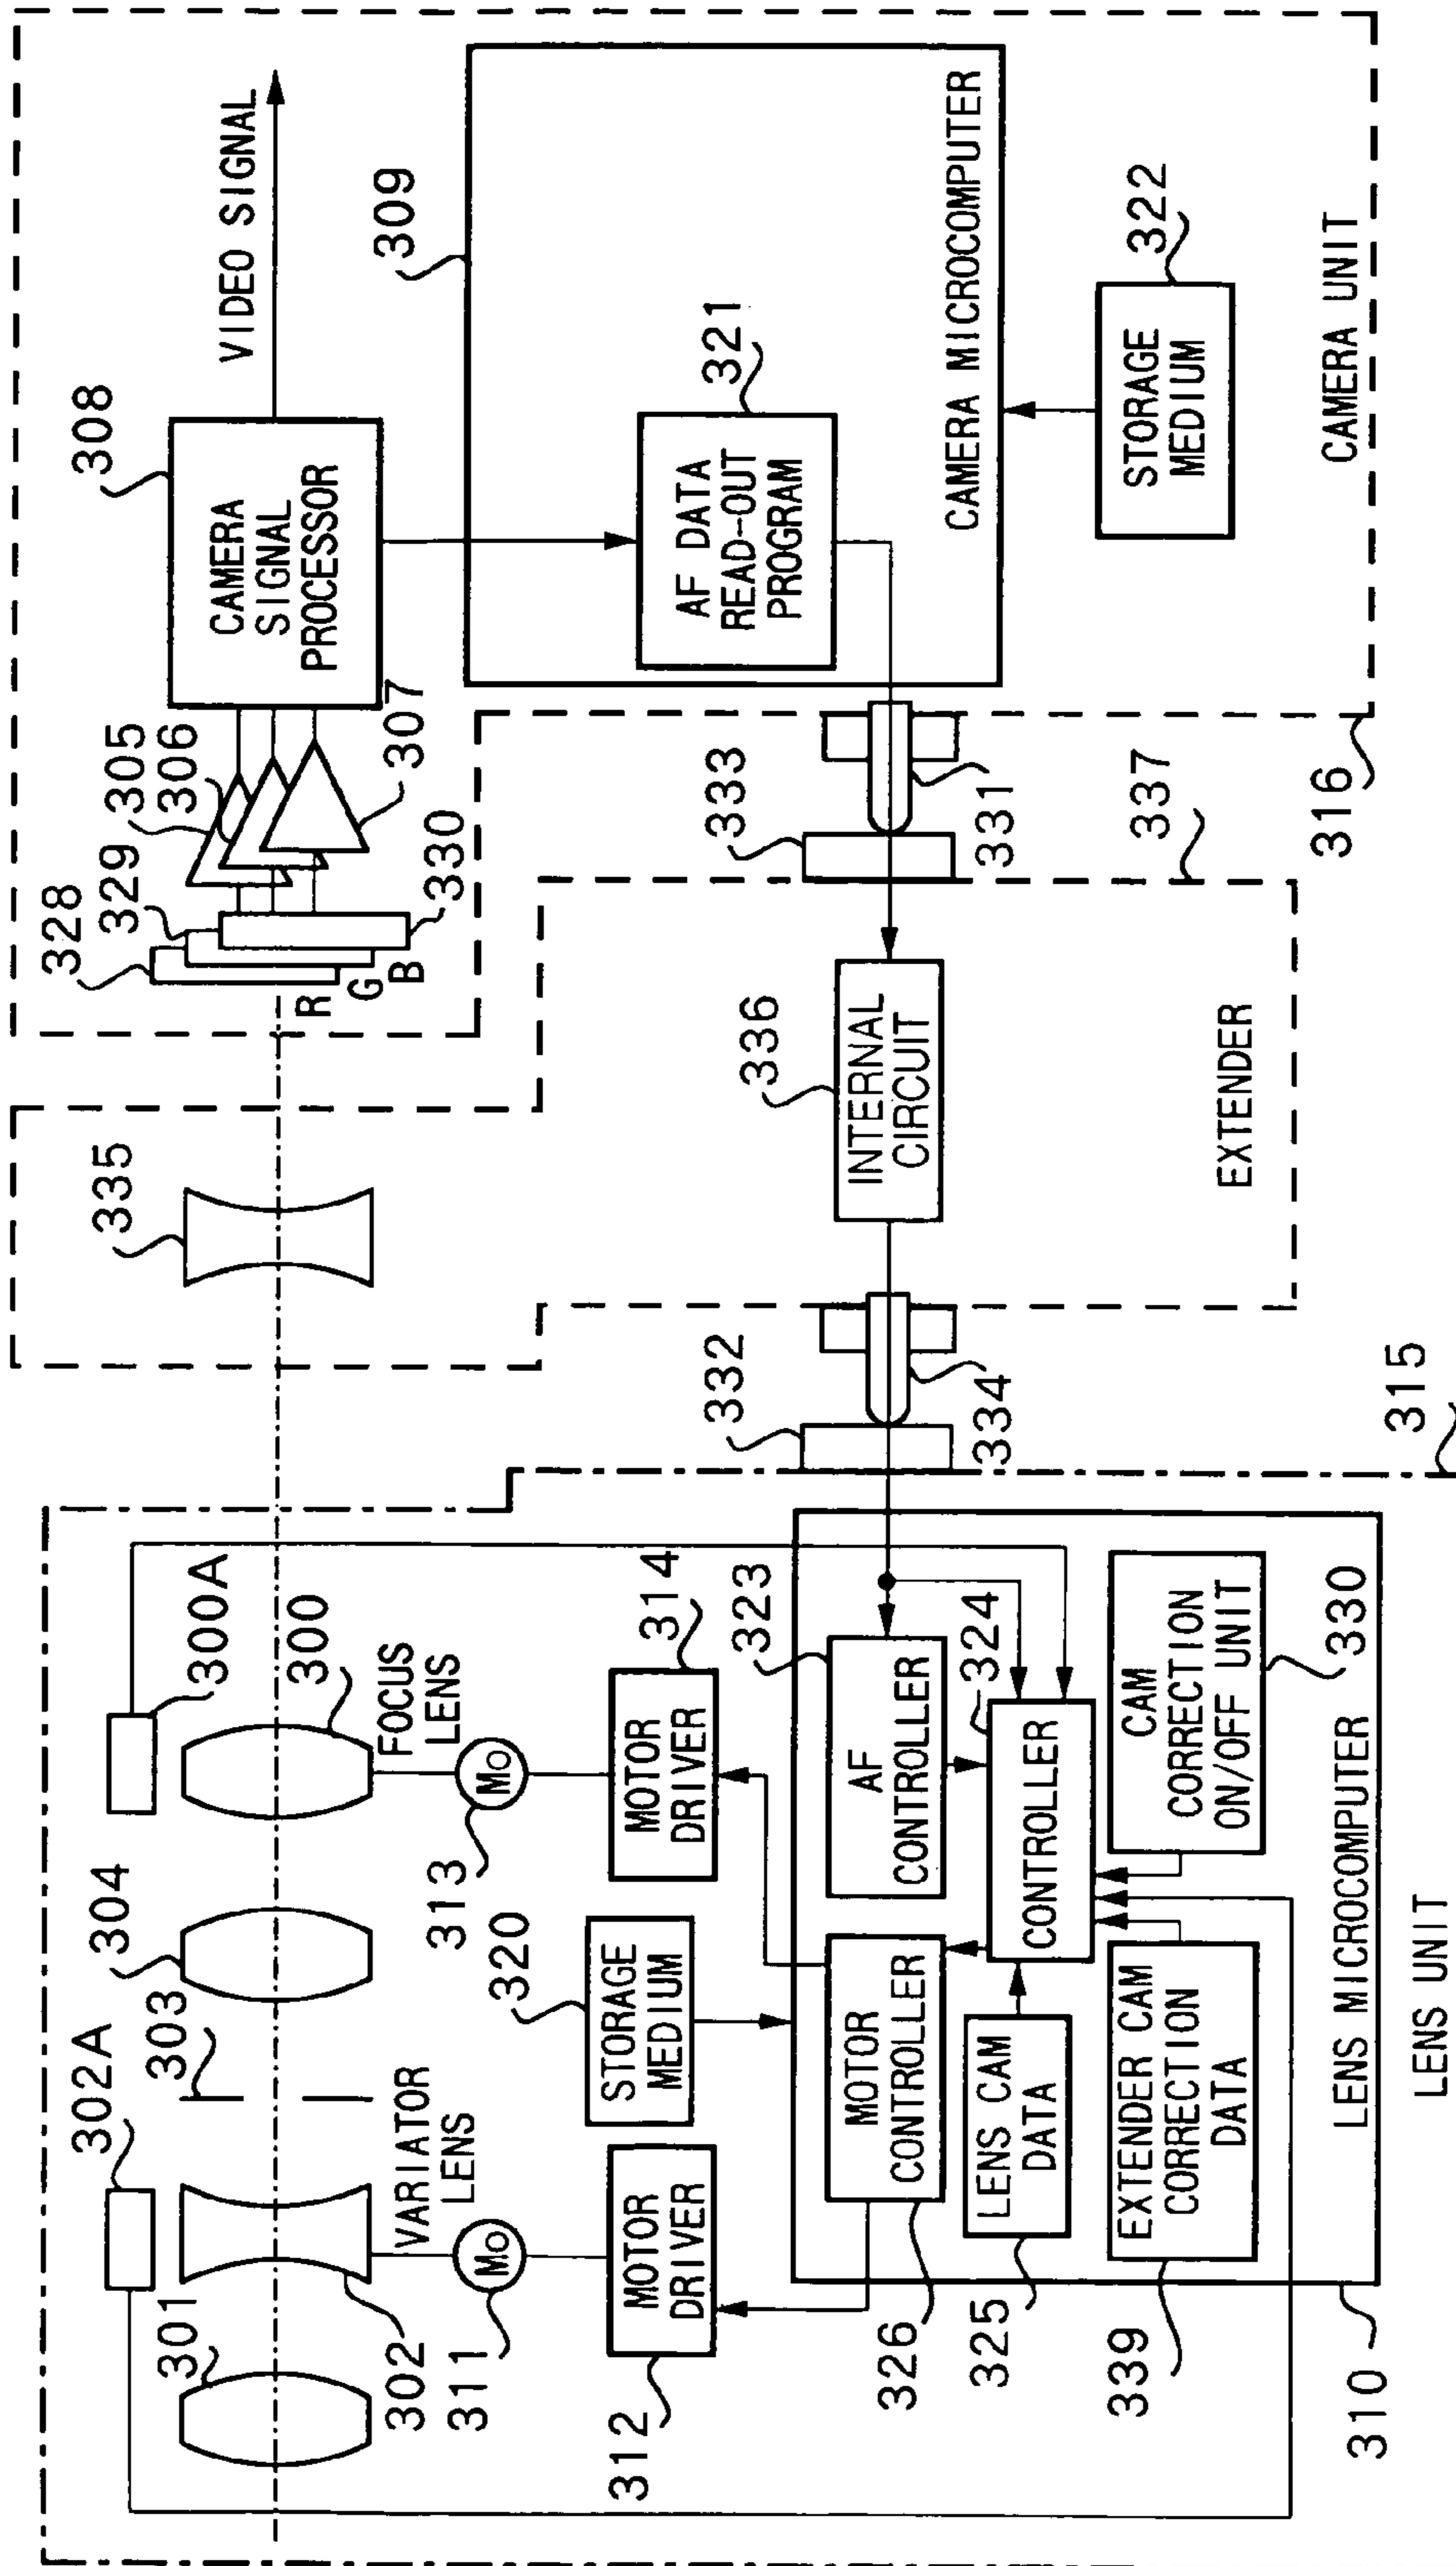 302A
303
304
300A
301
302
VARIATOR
LENS
FOCUS
LENS
300
311
Mo
313
Mo
312
MOTOR
DRIVER
320
STORAGE
MEDIUM
MOTOR
DRIVER
314
326
MOTOR
CONTROLLER
AF
CONTROLLER
323
325
LENS CAM
DATA
CONTROLLER
324
339
EXTENDER CAM
CORRECTION
DATA
CAM
CORRECTION
ON/OFF UNIT
330
310
LENS MICROCOMPUTER
LENS UNIT
315
335
332
334
336
INTERNAL
CIRCUIT
EXTENDER
333
331
337
316
328
329
305
306
R
G
B
330
307
308
CAMERA
SIGNAL
PROCESSOR
VIDEO SIGNAL
309
321
AF DATA
READ-OUT
PROGRAM
CAMERA MICROCOMPUTER
STORAGE
MEDIUM
322
CAMERA UNIT